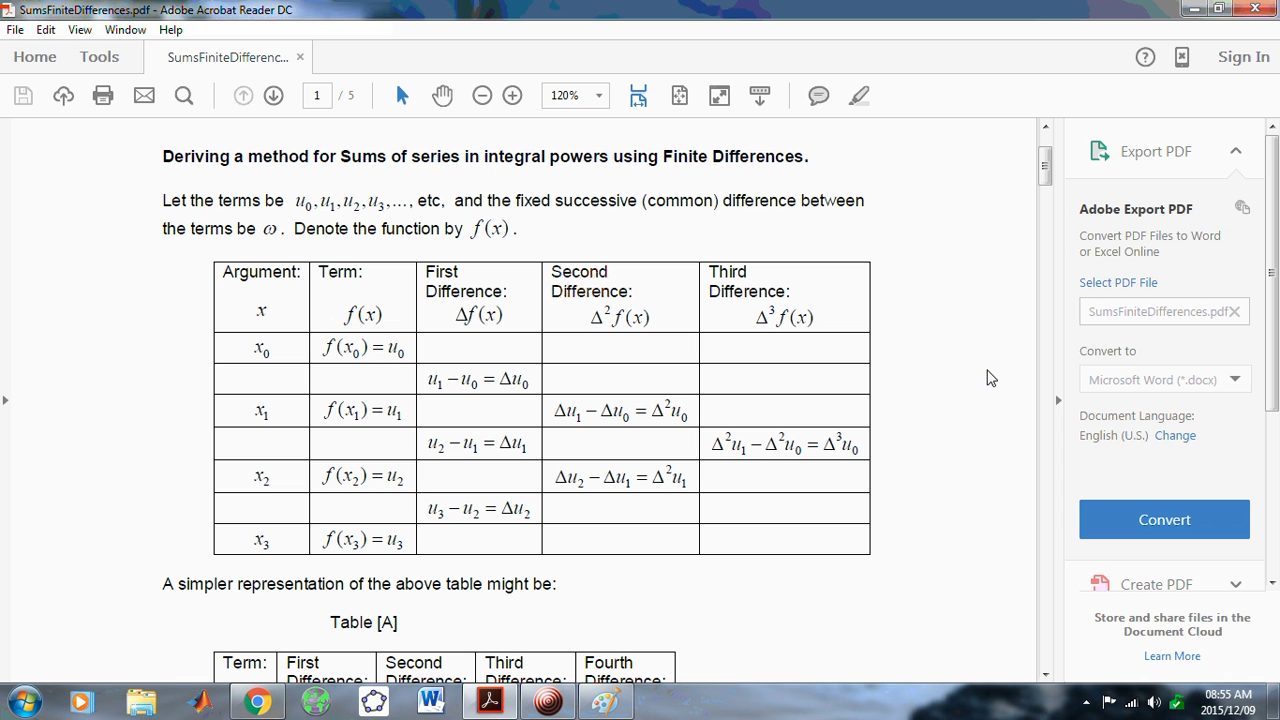 SumsFiniteDifferences.pdf - Adobe Acrobat Reader DC
File Edit View Window Help
Home Tools SumsFiniteDifferenc... × Sign In
1 / 5 120%
Deriving a method for Sums of series in integral powers using Finite Differences.
Let the terms be u₀, u₁, u₂, u₃,..., etc, and the fixed successive (common) difference between
the terms be ω . Denote the function by f(x) .
Argument: Term: First Second Third
Difference: Difference: Difference:
x f(x) Δf(x) Δ²f(x) Δ³f(x)
x₀ f(x₀) = u₀
u₁ − u₀ = Δu₀
x₁ f(x₁) = u₁ Δu₁ − Δu₀ = Δ²u₀
u₂ − u₁ = Δu₁ Δ²u₁ − Δ²u₀ = Δ³u₀
x₂ f(x₂) = u₂ Δu₂ − Δu₁ = Δ²u₁
u₃ − u₂ = Δu₂
x₃ f(x₃) = u₃
A simpler representation of the above table might be:
Table [A]
Term: First Second Third Fourth
Difference: Difference: Difference: Difference:
Export PDF
Adobe Export PDF
Convert PDF Files to Word
or Excel Online
Select PDF File
SumsFiniteDifferences.pdf
Convert to
Microsoft Word (*.docx)
Document Language:
English (U.S.) Change
Convert
Create PDF
Store and share files in the
Document Cloud
Learn More
08:55 AM
2015/12/09